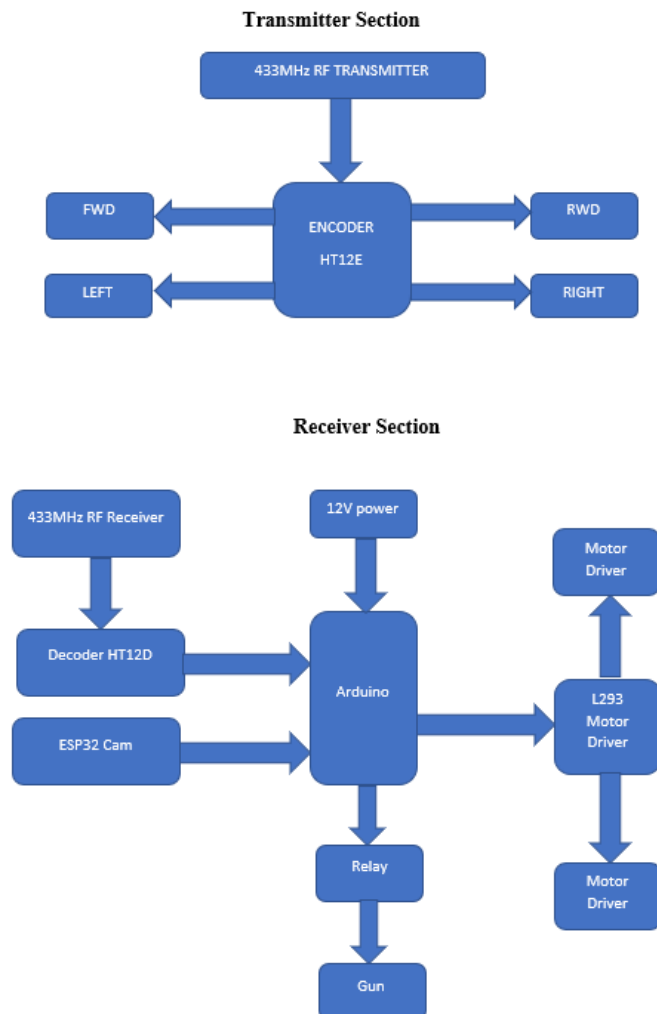 Transmitter Section
433MHz RF TRANSMITTER
FWD
ENCODER
HT12E
RWD
LEFT
RIGHT
Receiver Section
433MHz RF Receiver
12V power
Motor
Driver
Decoder HT12D
Arduino
L293
Motor
Driver
ESP32 Cam
Relay
Motor
Driver
Gun